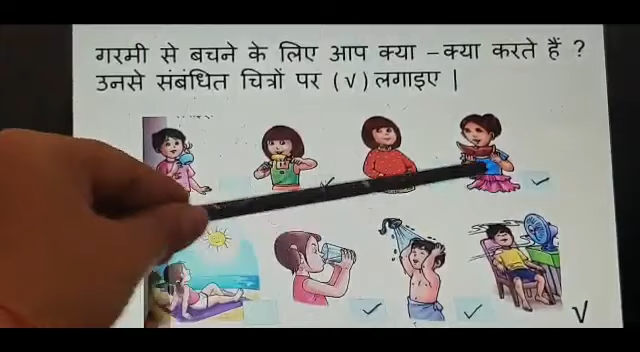 गरमी से बचने के लिए आप क्या – क्या करते हैं ?
उनसे संबंधित चित्रों पर (√) लगाइए |